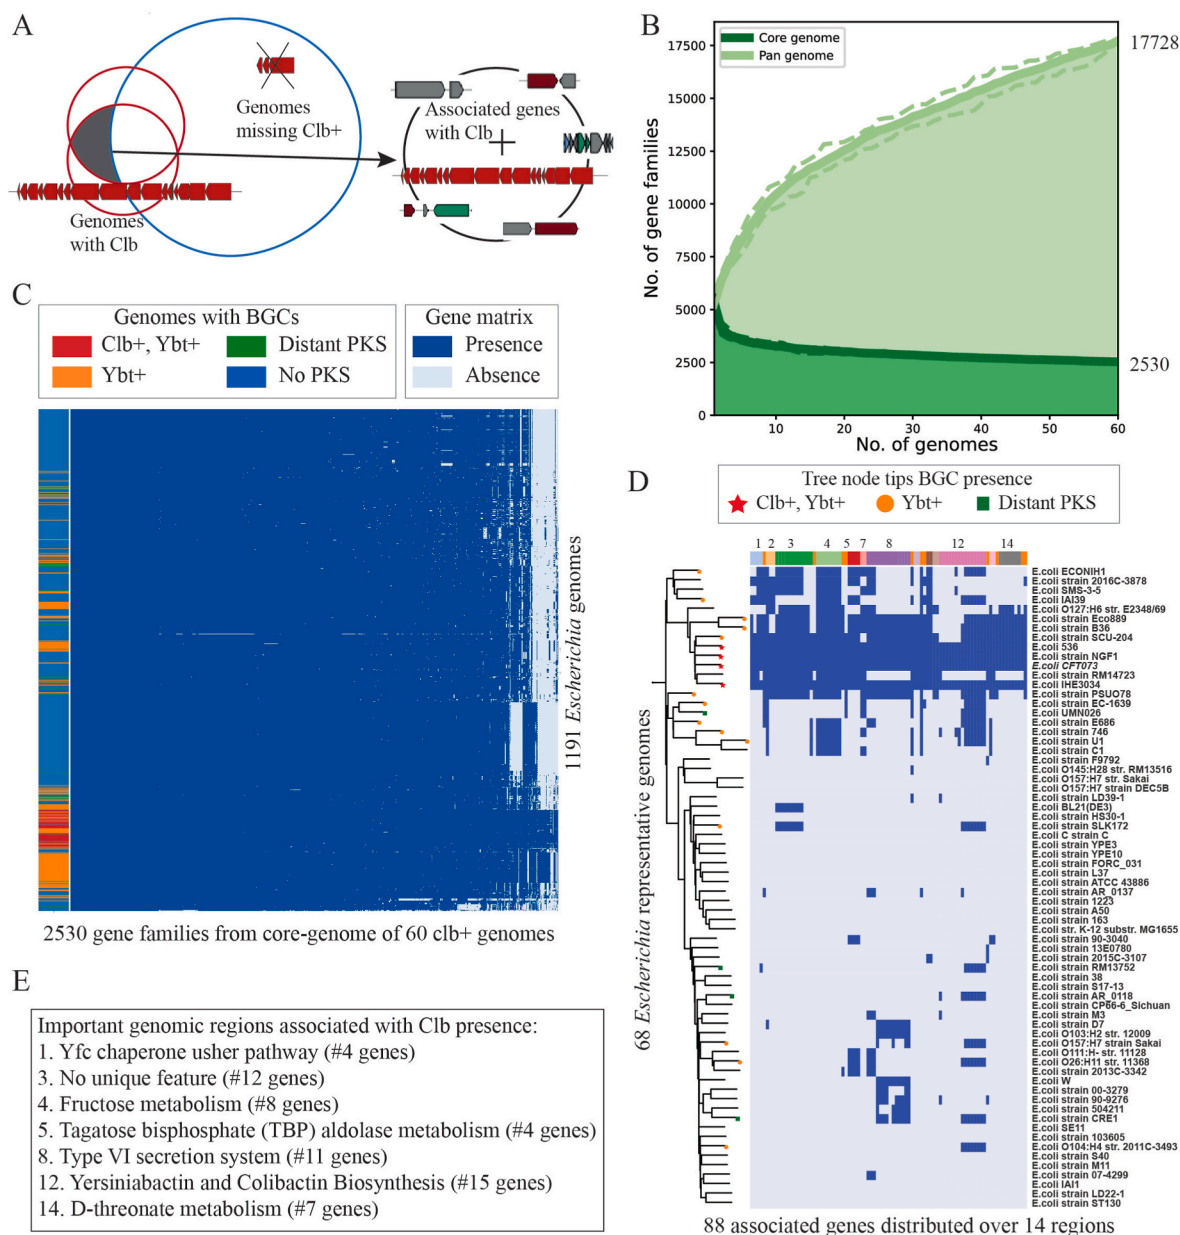 A
Genomes
missing Clb+
Associated genes
with Clb
Genomes
with Clb
B
Core genome
Pan genome
17500
15000
12500
10000
7500
5000
2500
0
17728
2530
No. of gene families
10
20
30
40
50
60
No. of genomes
C
Genomes with BGCs
Clb+, Ybt+
Distant PKS
Ybt+
No PKS
Gene matrix
Presence
Absence
1191 Escherichia genomes
2530 gene families from core-genome of 60 clb+ genomes
D
Tree node tips BGC presence
Clb+, Ybt+
Ybt+
Distant PKS
1 2 3 4 5 7 8 12 14
E.coli ECONIH1
E.coli strain 2016C-3878
E.coli SMS-3-5
E.coli IAI39
E.coli O127:H6 str. E2348/69
E.coli strain Eco889
E.coli strain B36
E.coli strain SCU-204
E.coli 536
E.coli strain NGF1
E.coli CFT073
E.coli strain RM14723
E.coli IHE3034
E.coli strain PSUO78
E.coli strain EC-1639
E.coli UMN026
E.coli strain E686
E.coli strain 746
E.coli strain U1
E.coli strain C1
E.coli strain F9792
E.coli O145:H28 str. RM13516
E.coli O157:H7 str. Sakai
E.coli O157:H7 strain DEC5B
E.coli strain LD39-1
E.coli BL21(DE3)
E.coli strain HS30-1
E.coli strain SLK172
E.coli C strain C
E.coli strain YPE3
E.coli strain YPE10
E.coli strain FORC_031
E.coli strain L37
E.coli strain ATCC 43886
E.coli strain AR_0137
E.coli strain 1223
E.coli strain A50
E.coli strain 163
E.coli str. K-12 substr. MG1655
E.coli strain 90-3040
E.coli strain 13E0780
E.coli strain 2015C-3107
E.coli strain RM13752
E.coli strain 38
E.coli strain S17-13
E.coli strain AR_0118
E.coli strain CP66-6_Sichuan
E.coli strain M3
E.coli strain D7
E.coli O103:H2 str. 12009
E.coli O157:H7 strain Sakai
E.coli O111:H- str. 11128
E.coli O26:H11 str. 11368
E.coli strain 2013C-3342
E.coli W
E.coli strain 00-3279
E.coli strain 90-9276
E.coli strain 504211
E.coli strain CRE1
E.coli SE11
E.coli strain 103605
E.coli O104:H4 str. 2011C-3493
E.coli strain S40
E.coli strain M11
E.coli strain 07-4299
E.coli IAI1
E.coli strain LD22-1
E.coli strain ST130
68 Escherichia representative genomes
88 associated genes distributed over 14 regions
E
Important genomic regions associated with Clb presence:
1. Yfc chaperone usher pathway (#4 genes)
3. No unique feature (#12 genes)
4. Fructose metabolism (#8 genes)
5. Tagatose bisphosphate (TBP) aldolase metabolism (#4 genes)
8. Type VI secretion system (#11 genes)
12. Yersiniabactin and Colibactin Biosynthesis (#15 genes)
14. D-threonate metabolism (#7 genes)